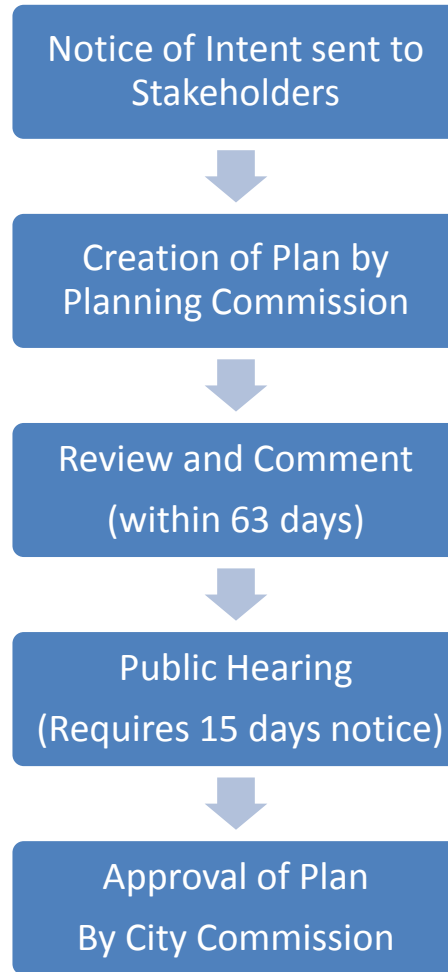 Notice of Intent sent to
Stakeholders
Creation of Plan by
Planning Commission
Review and Comment
(within 63 days)
Public Hearing
(Requires 15 days notice)
Approval of Plan
By City Commission